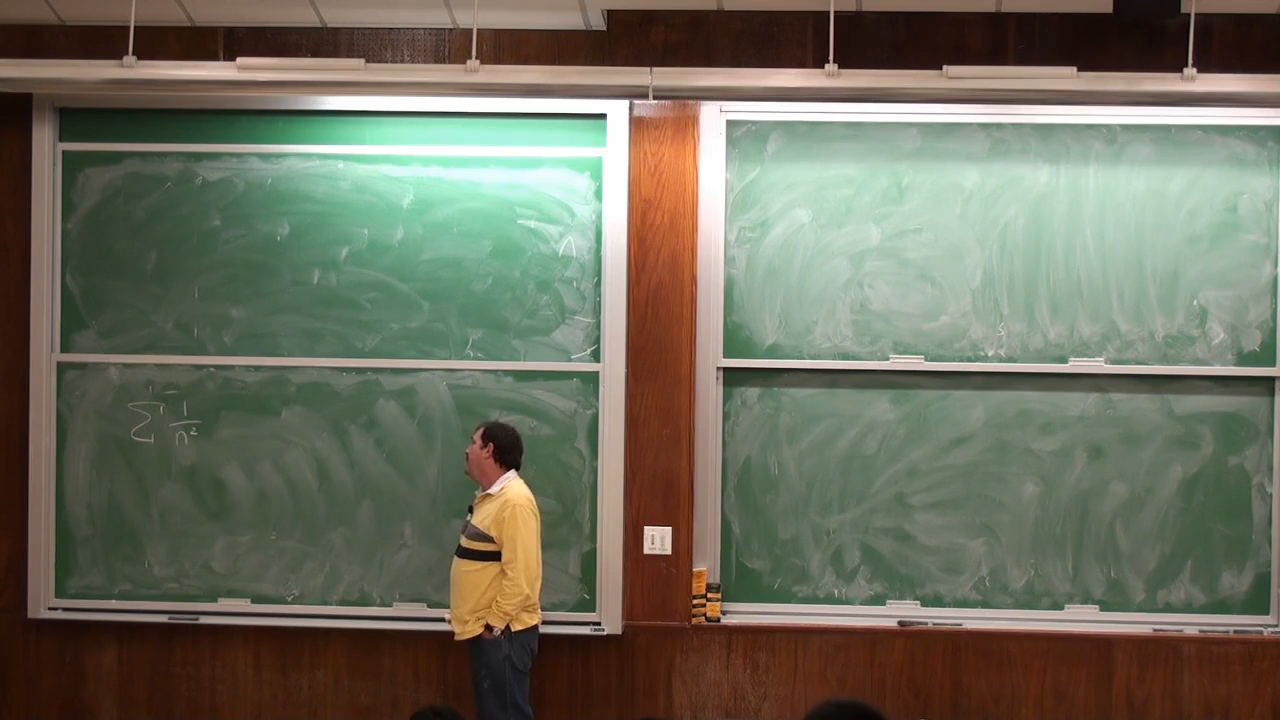 ∑ 1/n²